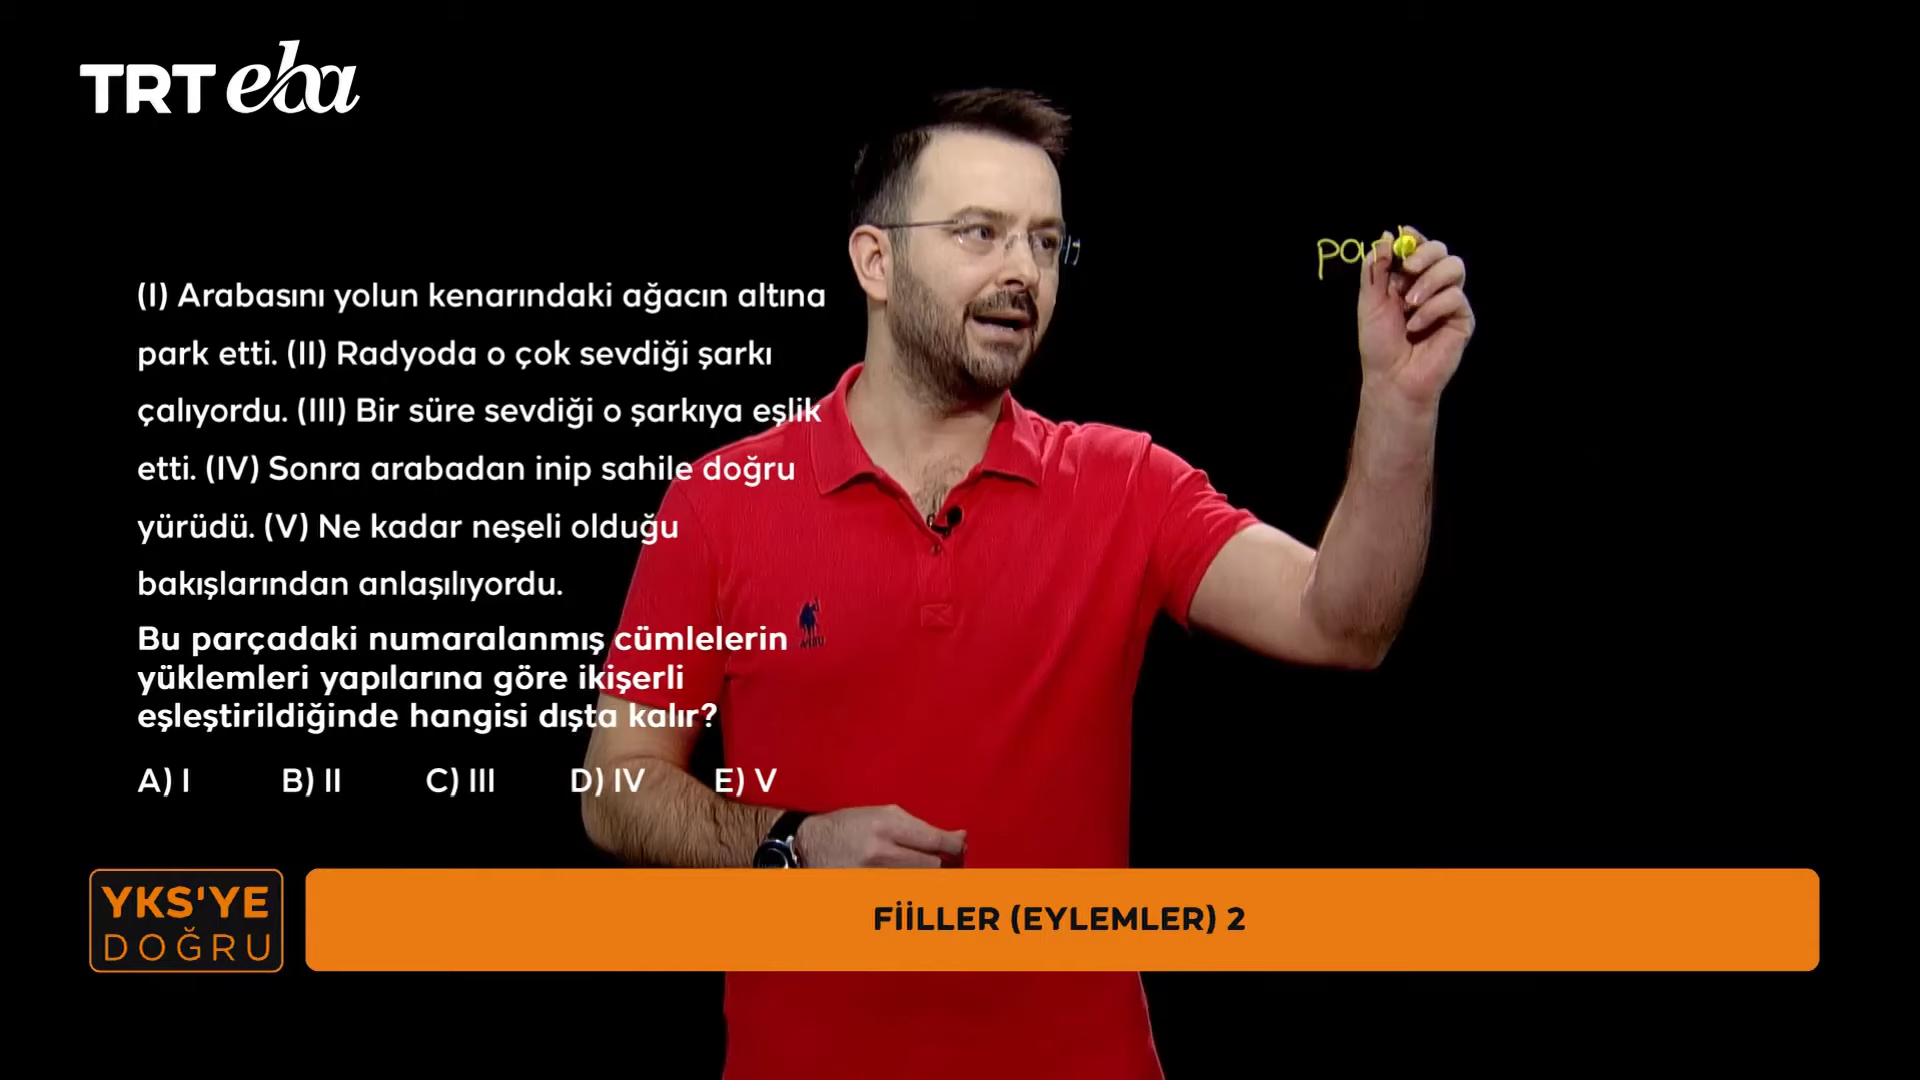 TRT eba
(I) Arabasını yolun kenarındaki ağacın altına
park etti. (II) Radyoda o çok sevdiği şarkı
çalıyordu. (III) Bir süre sevdiği o şarkıya eşlik
etti. (IV) Sonra arabadan inip sahile doğru
yürüdü. (V) Ne kadar neşeli olduğu
bakışlarından anlaşılıyordu.
Bu parçadaki numaralanmış cümlelerin
yüklemleri yapılarına göre ikişerli
eşleştirildiğinde hangisi dışta kalır?
A) I B) II C) III D) IV E) V
YKS'YE
DOĞRU
FİİLLER (EYLEMLER) 2